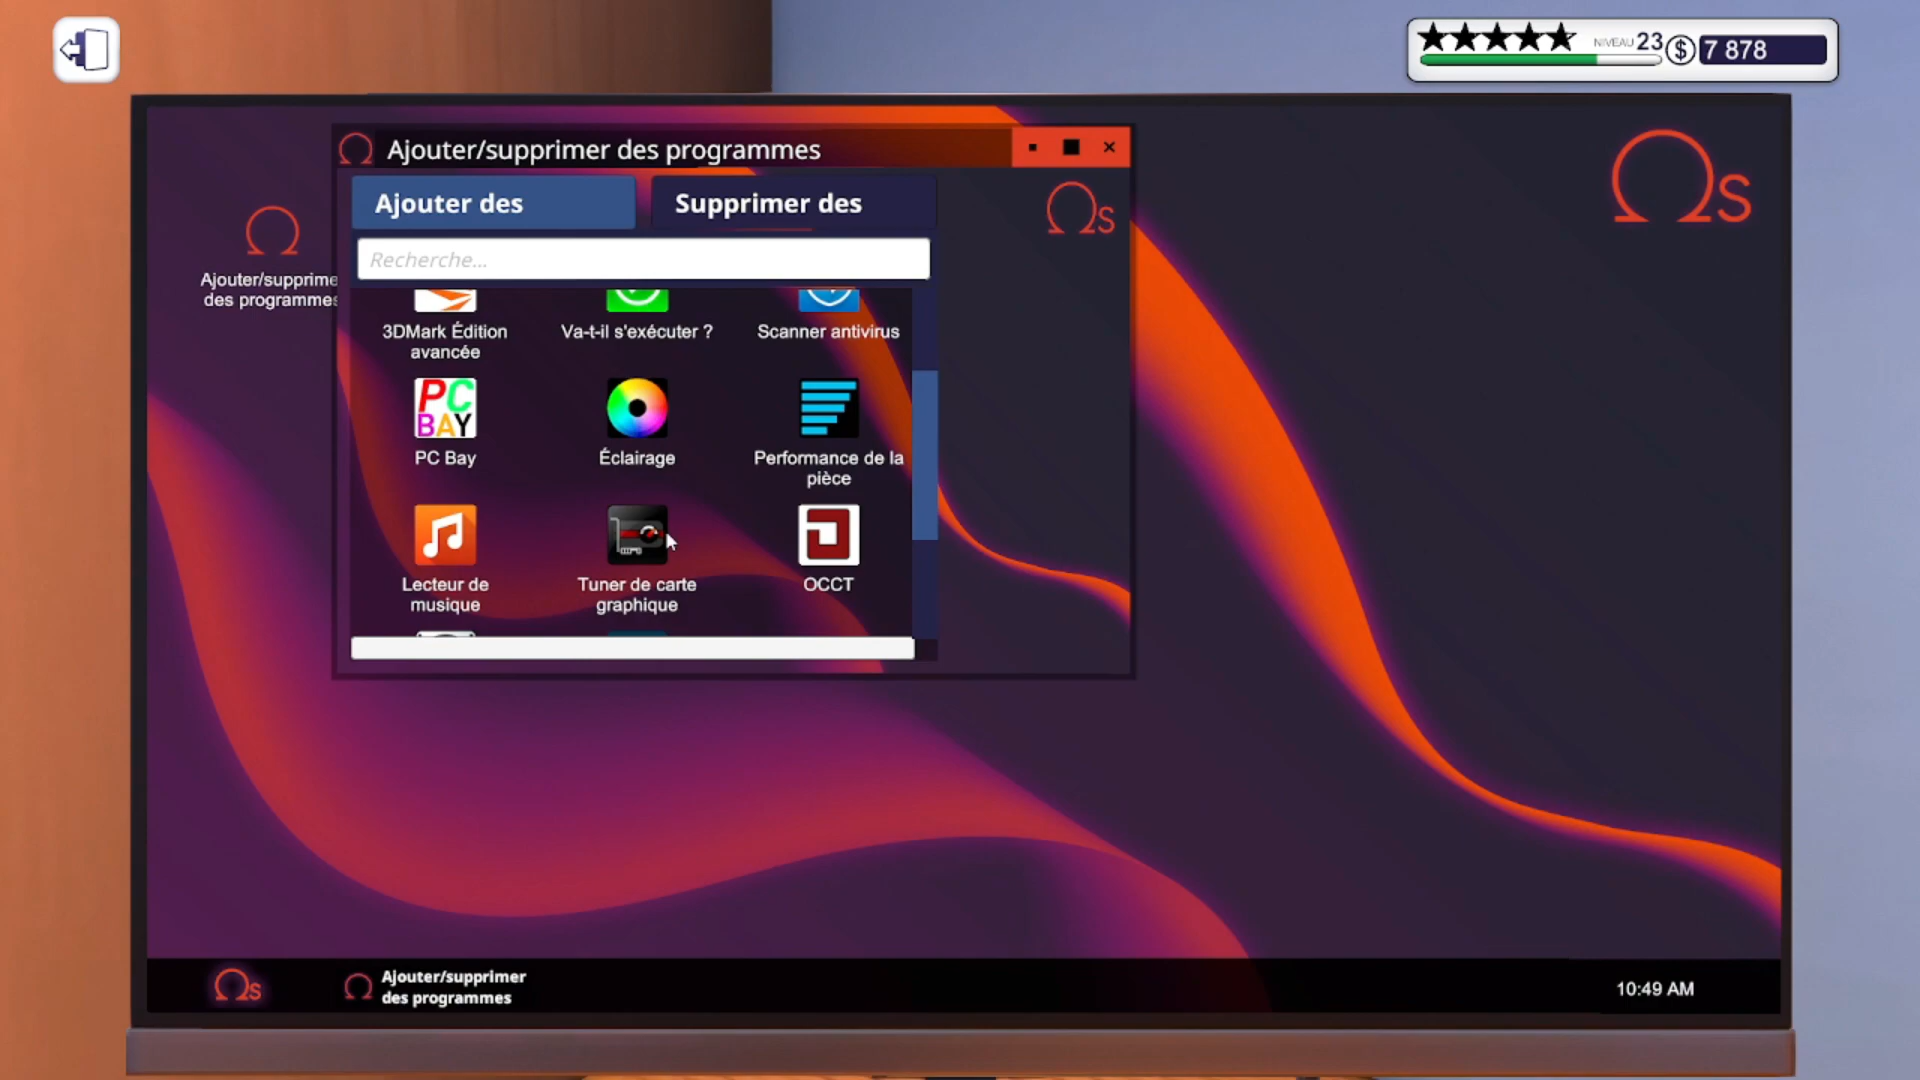 NIVEAU 23
$ 7 878
Ajouter/supprimer des programmes
Ajouter des
Supprimer des
Recherche...
Ωs
Ωs
Ajouter/supprime
des programmes
3DMark Édition
avancée
Va-t-il s'exécuter ?
Scanner antivirus
PC
BAY
PC Bay
Éclairage
Performance de la
pièce
Lecteur de
musique
Tuner de carte
graphique
OCCT
Ωs
Ajouter/supprimer
des programmes
10:49 AM